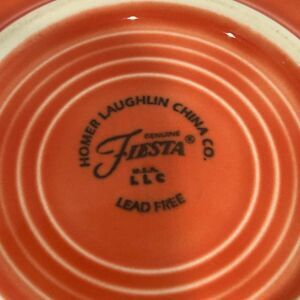 HOMER LAUGHLIN CHINA CO.
GENUINE
FIESTA®
U.S.A.
LLC
LEAD FREE